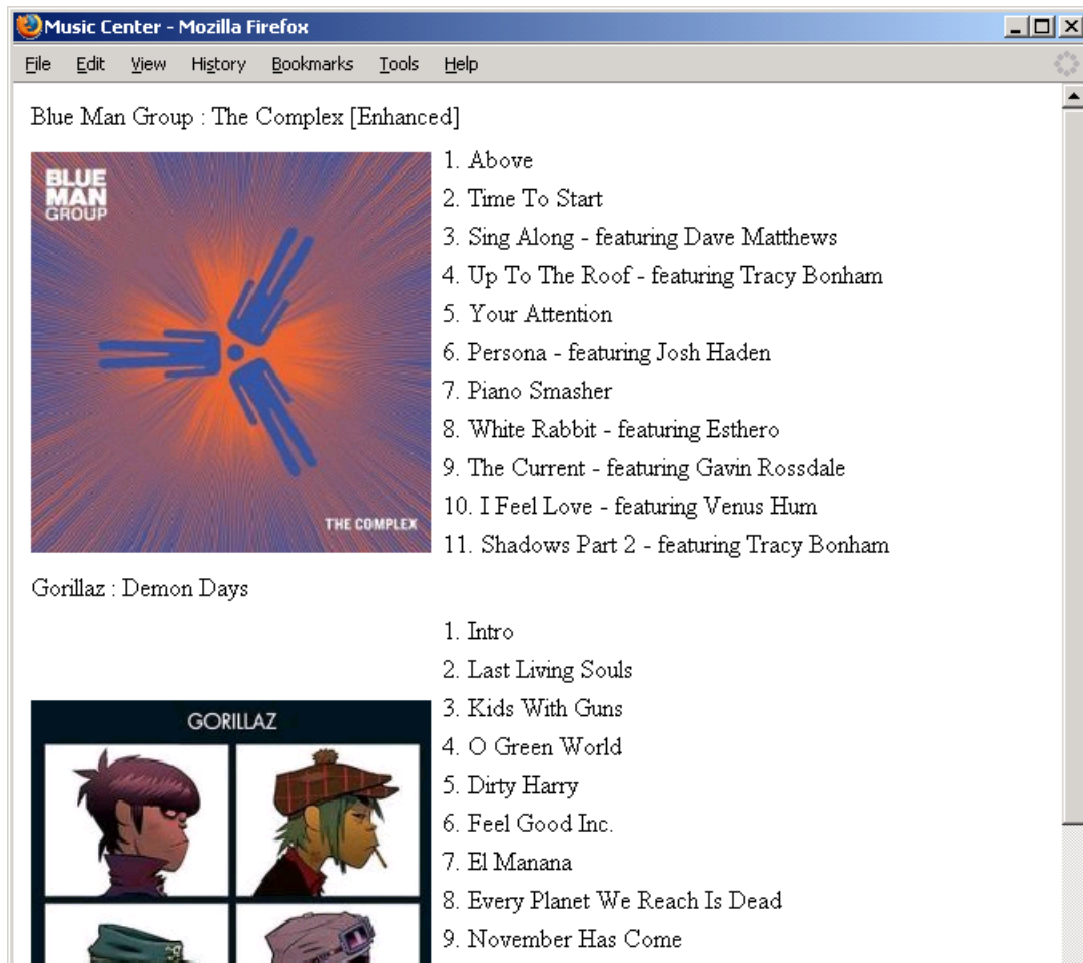 Music Center - Mozilla Firefox
File Edit View History Bookmarks Tools Help
Blue Man Group : The Complex [Enhanced]
BLUE
MAN
GROUP
THE COMPLEX
1. Above
2. Time To Start
3. Sing Along - featuring Dave Matthews
4. Up To The Roof - featuring Tracy Bonham
5. Your Attention
6. Persona - featuring Josh Haden
7. Piano Smasher
8. White Rabbit - featuring Esthero
9. The Current - featuring Gavin Rossdale
10. I Feel Love - featuring Venus Hum
11. Shadows Part 2 - featuring Tracy Bonham
Gorillaz : Demon Days
GORILLAZ
1. Intro
2. Last Living Souls
3. Kids With Guns
4. O Green World
5. Dirty Harry
6. Feel Good Inc.
7. El Manana
8. Every Planet We Reach Is Dead
9. November Has Come